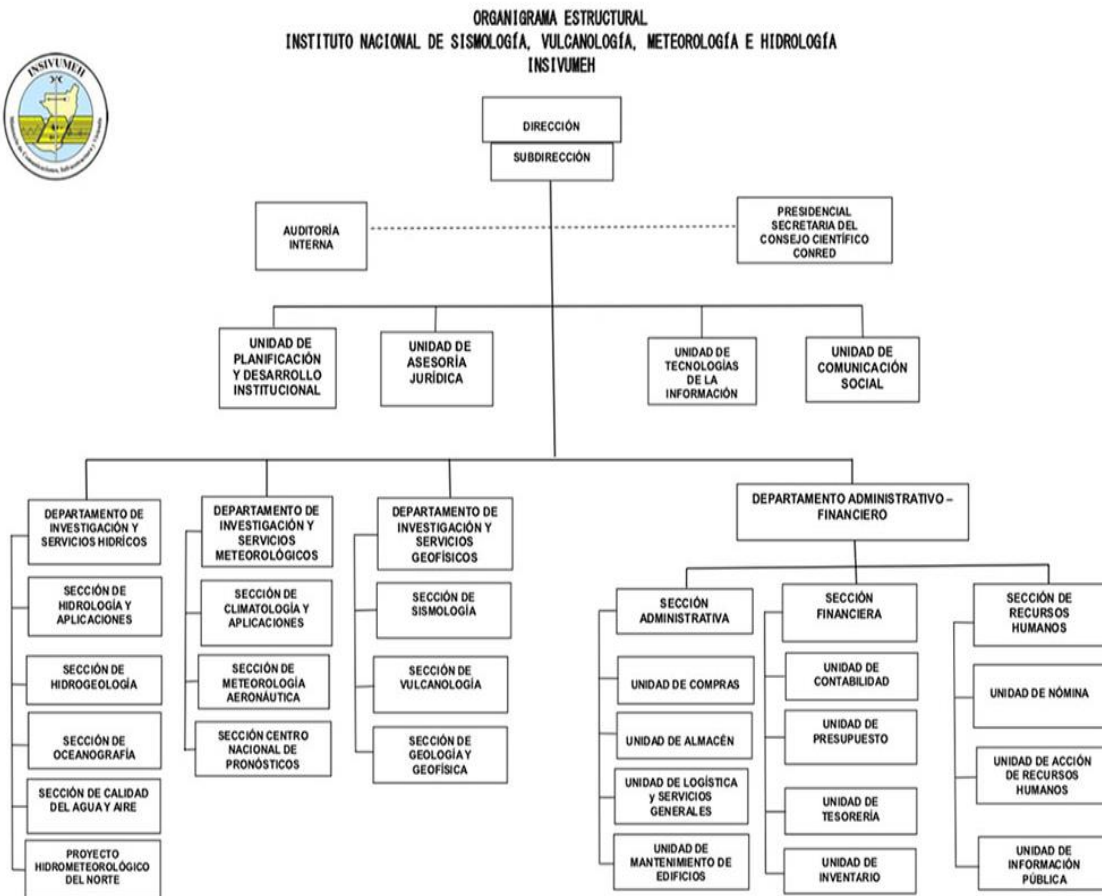 ORGANIGRAMA ESTRUCTURAL
INSTITUTO NACIONAL DE SISMOLOGÍA, VULCANOLOGÍA, METEOROLOGÍA E HIDROLOGÍA
INSIVUMEH
INSIVUMEH
Ministerio de Comunicaciones, Infraestructura y Vivienda
DIRECCIÓN
SUBDIRECCIÓN
AUDITORÍA
INTERNA
PRESIDENCIAL
SECRETARIA DEL
CONSEJO CIENTÍFICO
CONRED
UNIDAD DE
PLANIFICACIÓN
Y DESARROLLO
INSTITUCIONAL
UNIDAD DE
ASESORÍA
JURÍDICA
UNIDAD DE
TECNOLOGÍAS
DE LA
INFORMACIÓN
UNIDAD DE
COMUNICACIÓN
SOCIAL
DEPARTAMENTO DE
INVESTIGACIÓN Y
SERVICIOS HIDRÍCOS
SECCIÓN DE
HIDROLOGÍA Y
APLICACIONES
SECCIÓN DE
HIDROGEOLOGÍA
SECCIÓN DE
OCEANOGRAFÍA
SECCIÓN DE CALIDAD
DEL AGUA Y AIRE
PROYECTO
HIDROMETEOROLÓGICO
DEL NORTE
DEPARTAMENTO DE
INVESTIGACIÓN Y
SERVICIOS
METEOROLÓGICOS
SECCIÓN DE
CLIMATOLOGÍA Y
APLICACIONES
SECCIÓN DE
METEOROLOGÍA
AERONÁUTICA
SECCIÓN CENTRO
NACIONAL DE
PRONÓSTICOS
DEPARTAMENTO DE
INVESTIGACIÓN Y
SERVICIOS
GEOFÍSICOS
SECCIÓN DE
SISMOLOGÍA
SECCIÓN DE
VULCANOLOGÍA
SECCIÓN DE
GEOLOGÍA Y
GEOFÍSICA
DEPARTAMENTO ADMINISTRATIVO –
FINANCIERO
SECCIÓN
ADMINISTRATIVA
UNIDAD DE COMPRAS
UNIDAD DE ALMACÉN
UNIDAD DE LOGÍSTICA
y SERVICIOS
GENERALES
UNIDAD DE
MANTENIMIENTO DE
EDIFICIOS
SECCIÓN
FINANCIERA
UNIDAD DE
CONTABILIDAD
UNIDAD DE
PRESUPUESTO
UNIDAD DE
TESORERÍA
UNIDAD DE
INVENTARIO
SECCIÓN DE
RECURSOS
HUMANOS
UNIDAD DE NÓMINA
UNIDAD DE ACCIÓN
DE RECURSOS
HUMANOS
UNIDAD DE
INFORMACIÓN
PÚBLICA